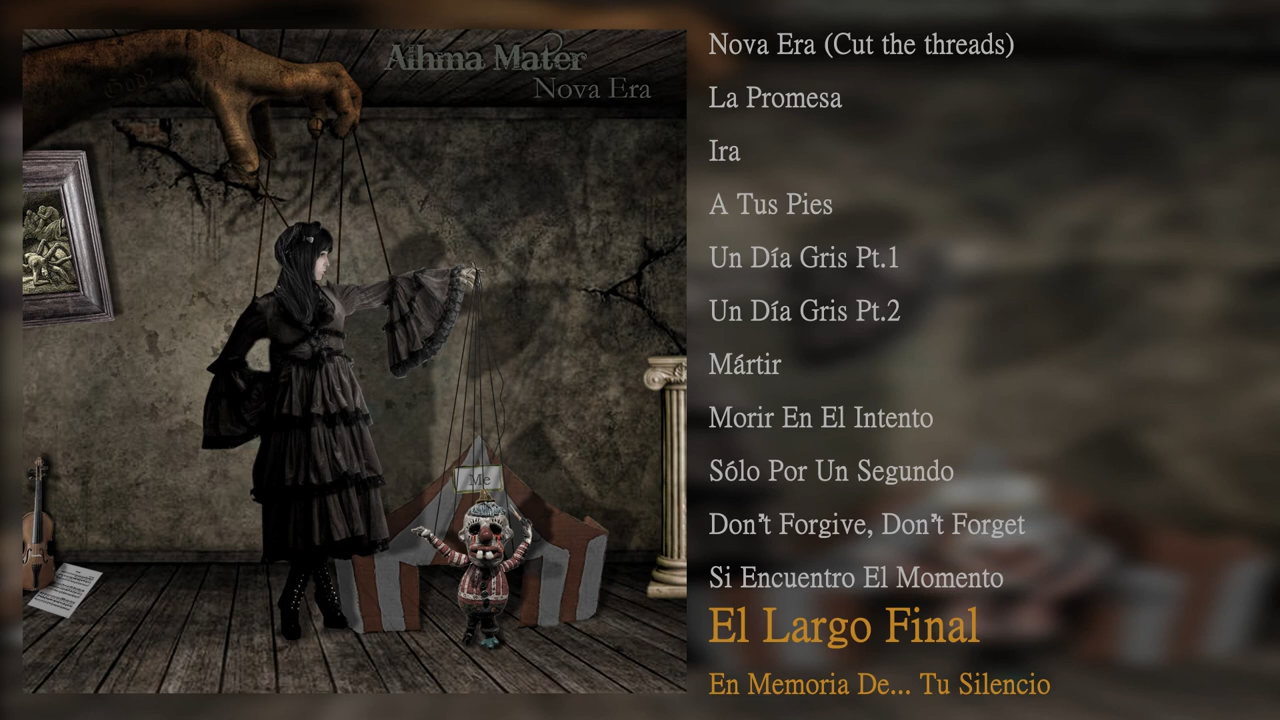 Aihma Mater
Nova Era
God?
Me
Nova Era (Cut the threads)
La Promesa
Ira
A Tus Pies
Un Día Gris Pt.1
Un Día Gris Pt.2
Mártir
Morir En El Intento
Sólo Por Un Segundo
Don't Forgive, Don't Forget
Si Encuentro El Momento
El Largo Final
En Memoria De... Tu Silencio